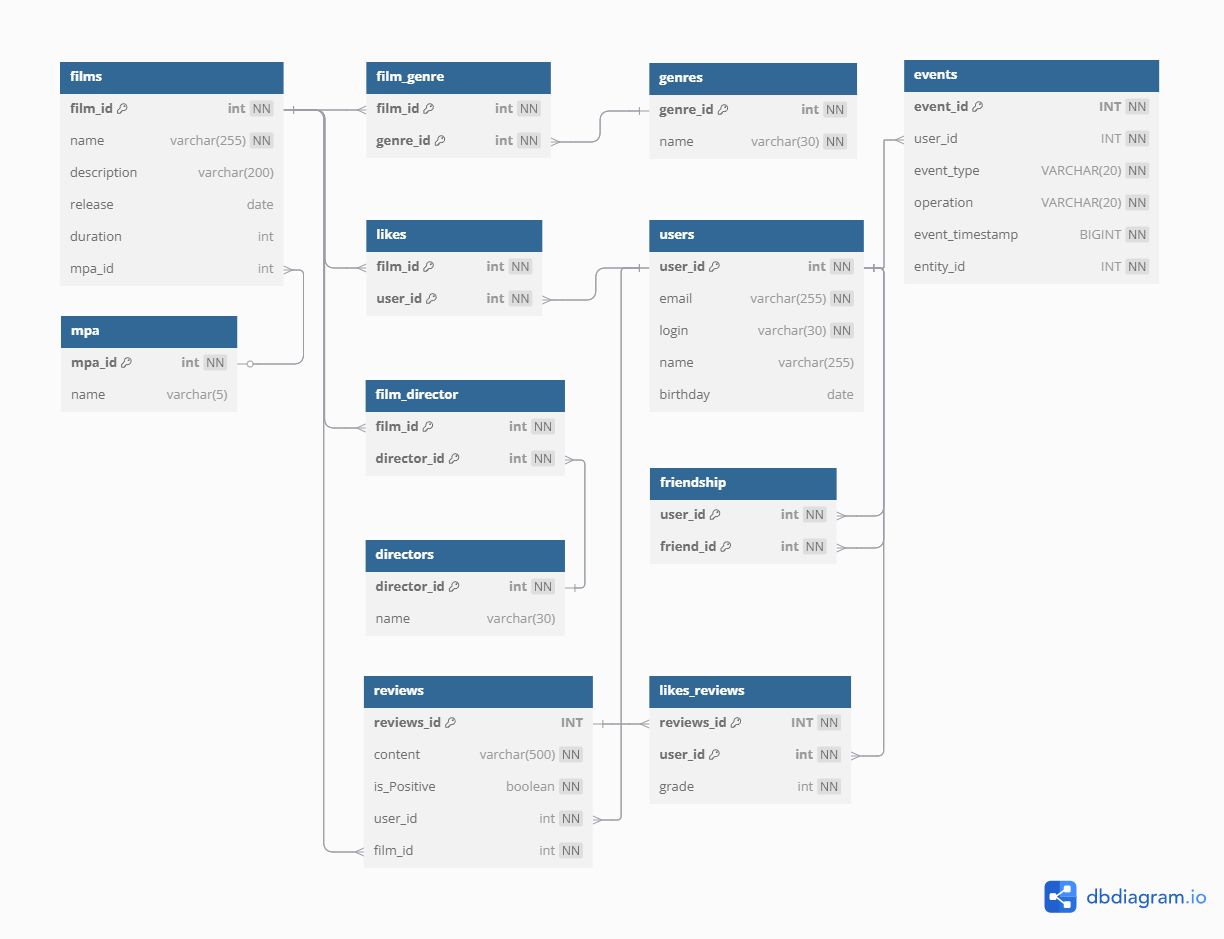 films
film_id int NN
name varchar(255) NN
description varchar(200)
release date
duration int
mpa_id int
mpa
mpa_id int NN
name varchar(5)
film_genre
film_id int NN
genre_id int NN
likes
film_id int NN
user_id int NN
film_director
film_id int NN
director_id int NN
directors
director_id int NN
name varchar(30)
reviews
reviews_id INT
content varchar(500) NN
is_Positive boolean NN
user_id int NN
film_id int NN
genres
genre_id int NN
name varchar(30) NN
users
user_id int NN
email varchar(255) NN
login varchar(30) NN
name varchar(255)
birthday date
friendship
user_id int NN
friend_id int NN
likes_reviews
reviews_id INT NN
user_id int NN
grade int NN
events
event_id INT NN
user_id INT NN
event_type VARCHAR(20) NN
operation VARCHAR(20) NN
event_timestamp BIGINT NN
entity_id INT NN
dbdiagram.io